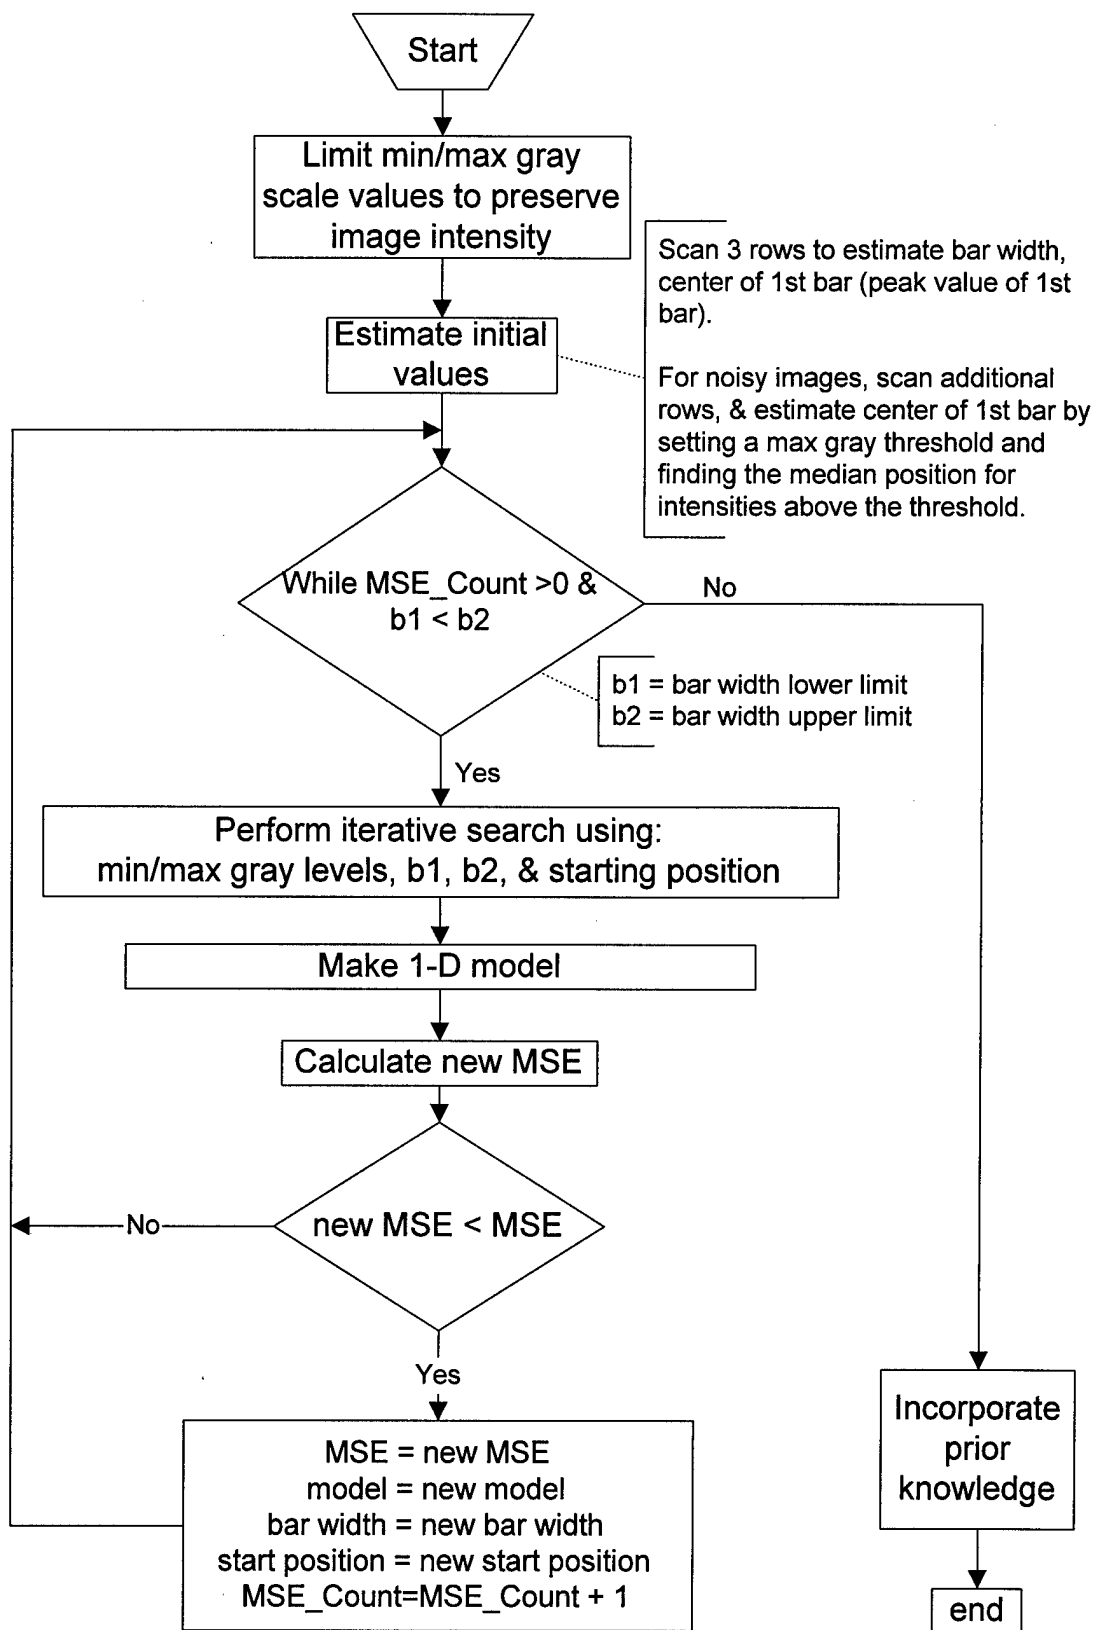 Start
Limit min/max gray
scale values to preserve
image intensity
Scan 3 rows to estimate bar width,
center of 1st bar (peak value of 1st
bar).
For noisy images, scan additional
rows, & estimate center of 1st bar by
setting a max gray threshold and
finding the median position for
intensities above the threshold.
Estimate initial
values
While MSE_Count >0 &
b1 < b2
No
b1 = bar width lower limit
b2 = bar width upper limit
Yes
Perform iterative search using:
min/max gray levels, b1, b2, & starting position
Make 1-D model
Calculate new MSE
new MSE < MSE
No
Yes
MSE = new MSE
model = new model
bar width = new bar width
start position = new start position
MSE_Count=MSE_Count + 1
Incorporate
prior
knowledge
end